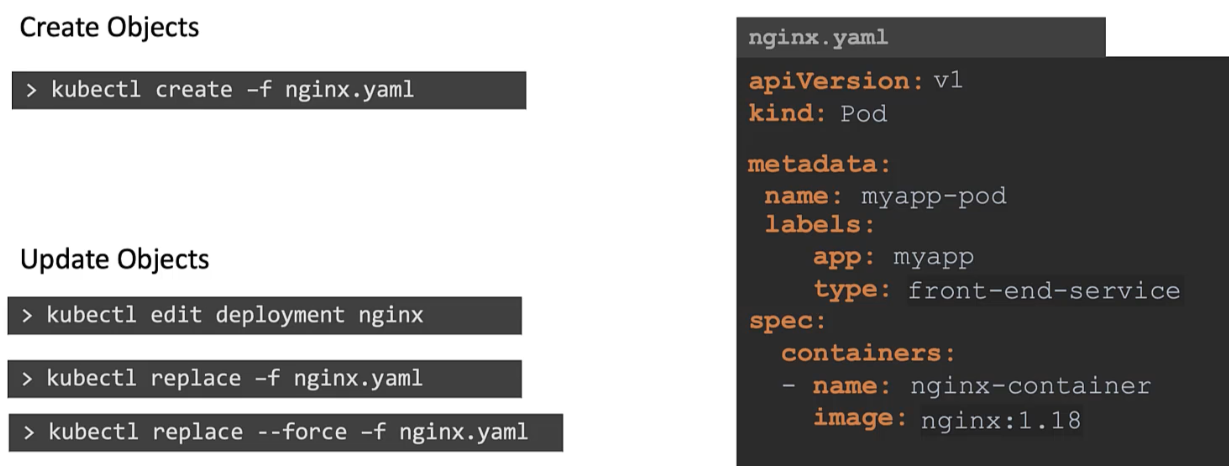 Create Objects
> kubectl create –f nginx.yaml
Update Objects
> kubectl edit deployment nginx
> kubectl replace –f nginx.yaml
> kubectl replace --force –f nginx.yaml
nginx.yaml
apiVersion: v1
kind: Pod
metadata:
 name: myapp-pod
 labels:
    app: myapp
    type: front-end-service
spec:
  containers:
  - name: nginx-container
    image: nginx:1.18